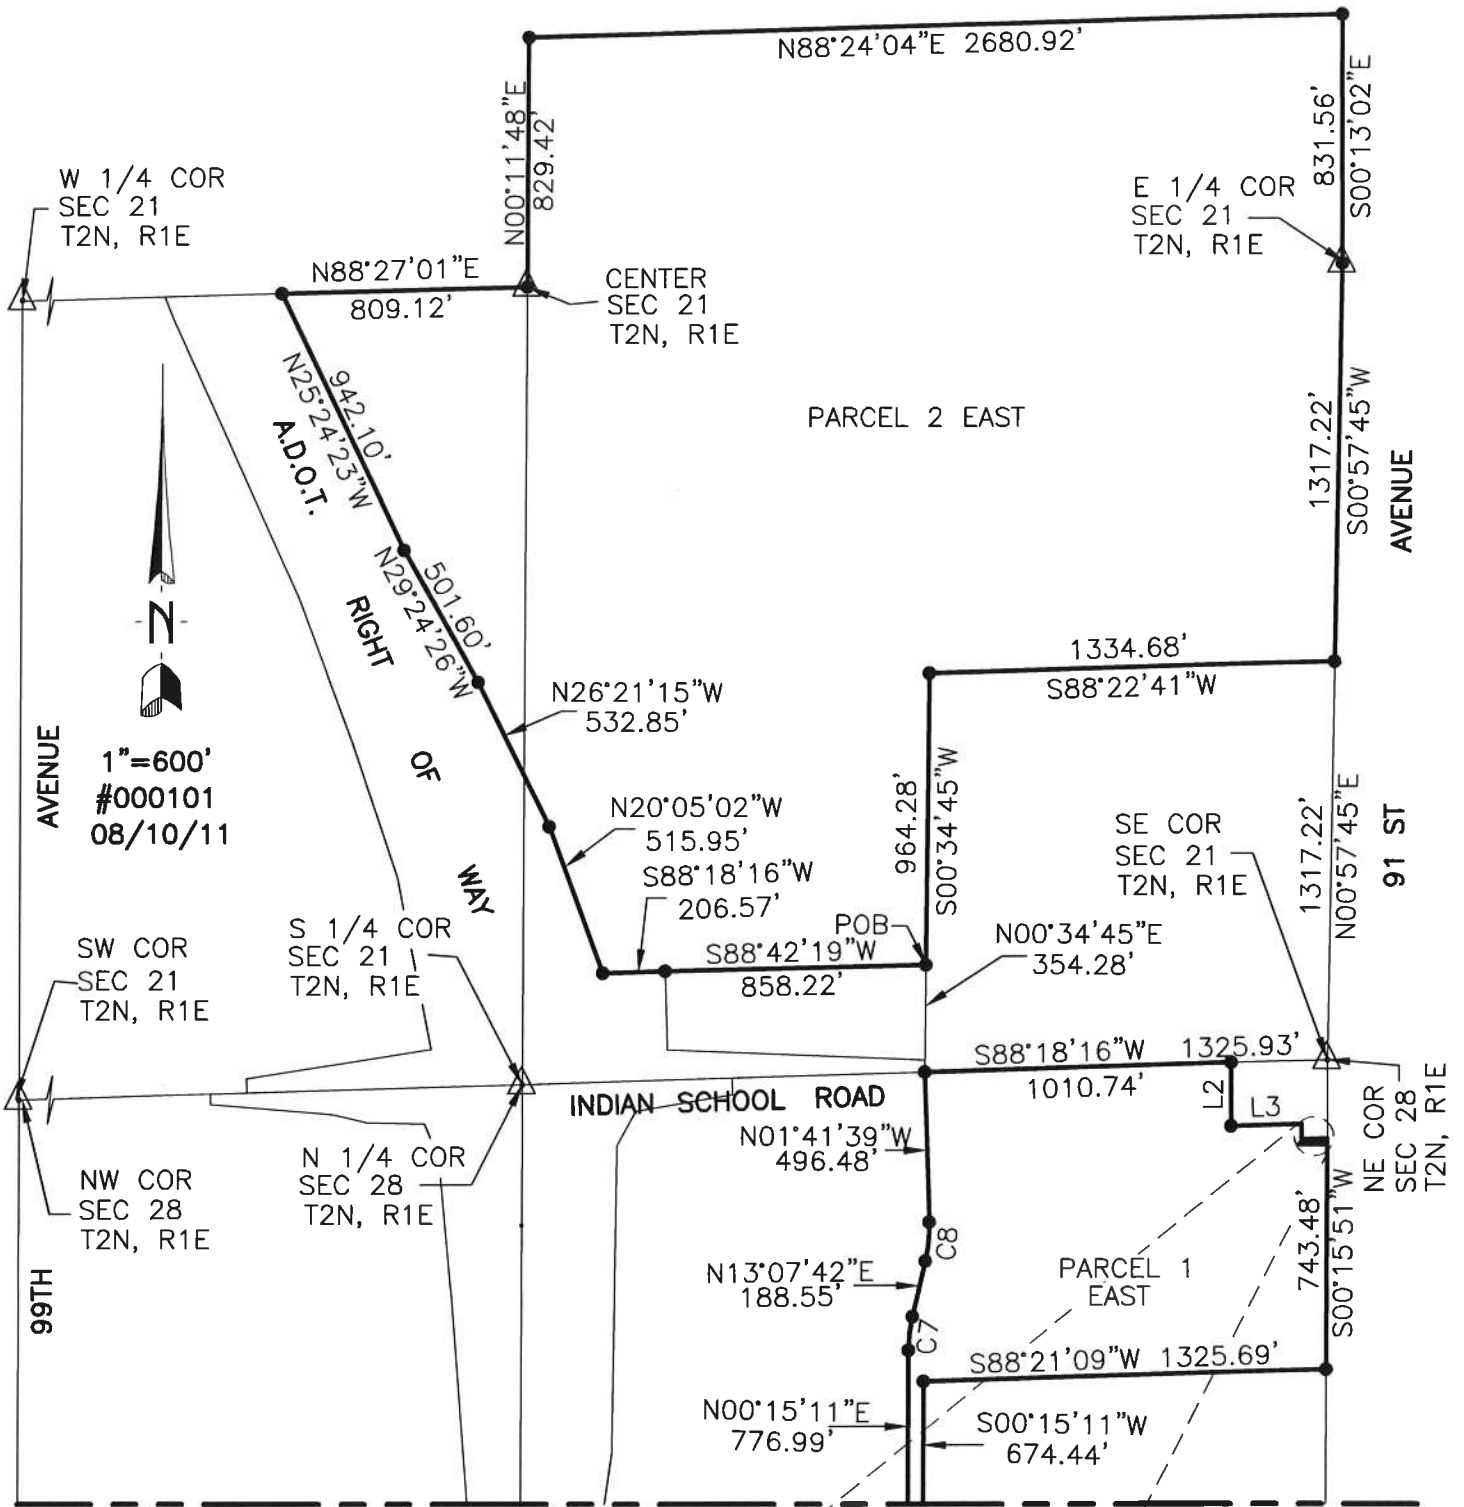 N88°24'04"E 2680.92'
N00°11'48"E
829.42'
831.56'
S00°13'02"E
W 1/4 COR
SEC 21
T2N, R1E
E 1/4 COR
SEC 21
T2N, R1E
N88°27'01"E
809.12'
CENTER
SEC 21
T2N, R1E
942.10'
N25°24'23"W
A.D.O.T.
RIGHT
OF
WAY
PARCEL 2 EAST
1317.22'
S00°57'45"W
AVENUE
91 ST
501.60'
N29°24'26"W
N
1"=600'
#000101
08/10/11
AVENUE
99TH
N26°21'15"W
532.85'
1334.68'
S88°22'41"W
N20°05'02"W
515.95'
S88°18'16"W
206.57'
964.28'
S00°34'45"W
SE COR
SEC 21
T2N, R1E
1317.22'
N00°57'45"E
SW COR
SEC 21
T2N, R1E
S 1/4 COR
SEC 21
T2N, R1E
POB
S88°42'19"W
858.22'
N00°34'45"E
354.28'
S88°18'16"W 1325.93'
1010.74'
INDIAN SCHOOL ROAD
L2
L3
NE COR
SEC 28
T2N, R1E
N01°41'39"W
496.48'
NW COR
SEC 28
T2N, R1E
N 1/4 COR
SEC 28
T2N, R1E
C8
N13°07'42"E
188.55'
PARCEL 1
EAST
743.48'
S00°15'51"W
C7
S88°21'09"W 1325.69'
N00°15'11"E
776.99'
S00°15'11"W
674.44'